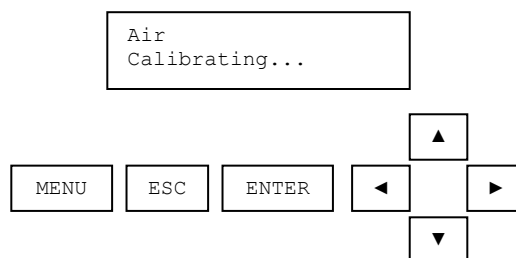 Air
Calibrating...
▲
MENU ESC ENTER ◄ ►
▼